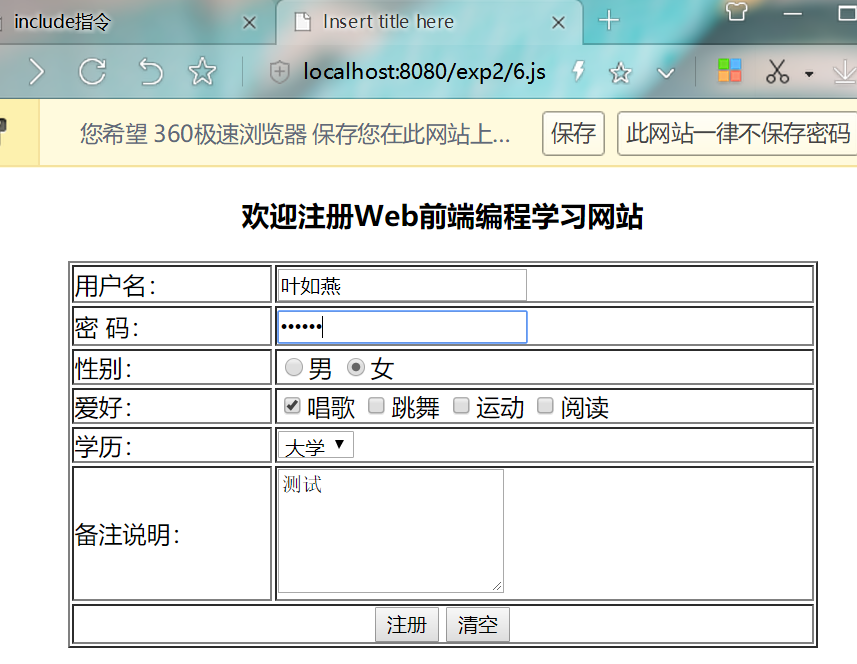 include指令 Insert title here
localhost:8080/exp2/6.js
您希望 360极速浏览器 保存您在此网站上... 保存 此网站一律不保存密码
欢迎注册Web前端编程学习网站
用户名： 叶如燕
密 码： ••••••
性别： 男 女
爱好： 唱歌 跳舞 运动 阅读
学历： 大学
备注说明： 测试
注册 清空